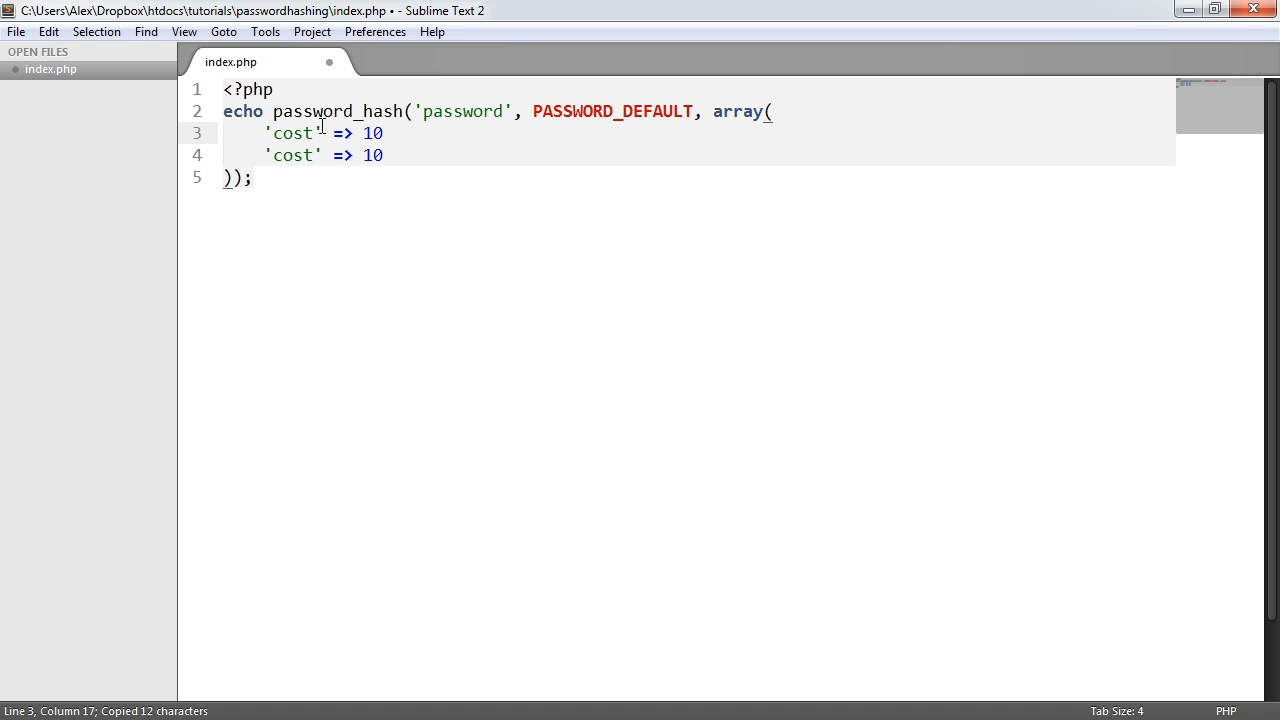 C:\Users\Alex\Dropbox\htdocs\tutorials\passwordhashing\index.php • - Sublime Text 2
File Edit Selection Find View Goto Tools Project Preferences Help
OPEN FILES
index.php
index.php
1 <?php
2 echo password_hash('password', PASSWORD_DEFAULT, array(
3 'cost' => 10
4 'cost' => 10
5 ));
Line 3, Column 17; Copied 12 characters
Tab Size: 4
PHP